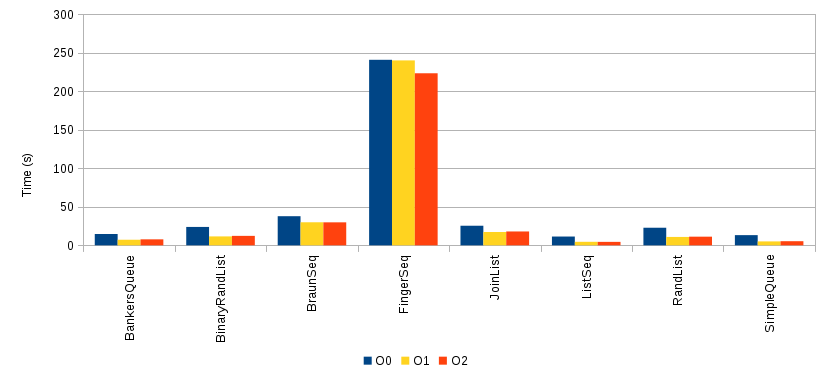 300
250
200
150
100
50
0
Time (s)
BankersQueue
BinaryRandList
BraunSeq
FingerSeq
JoinList
ListSeq
RandList
SimpleQueue
O0 O1 O2